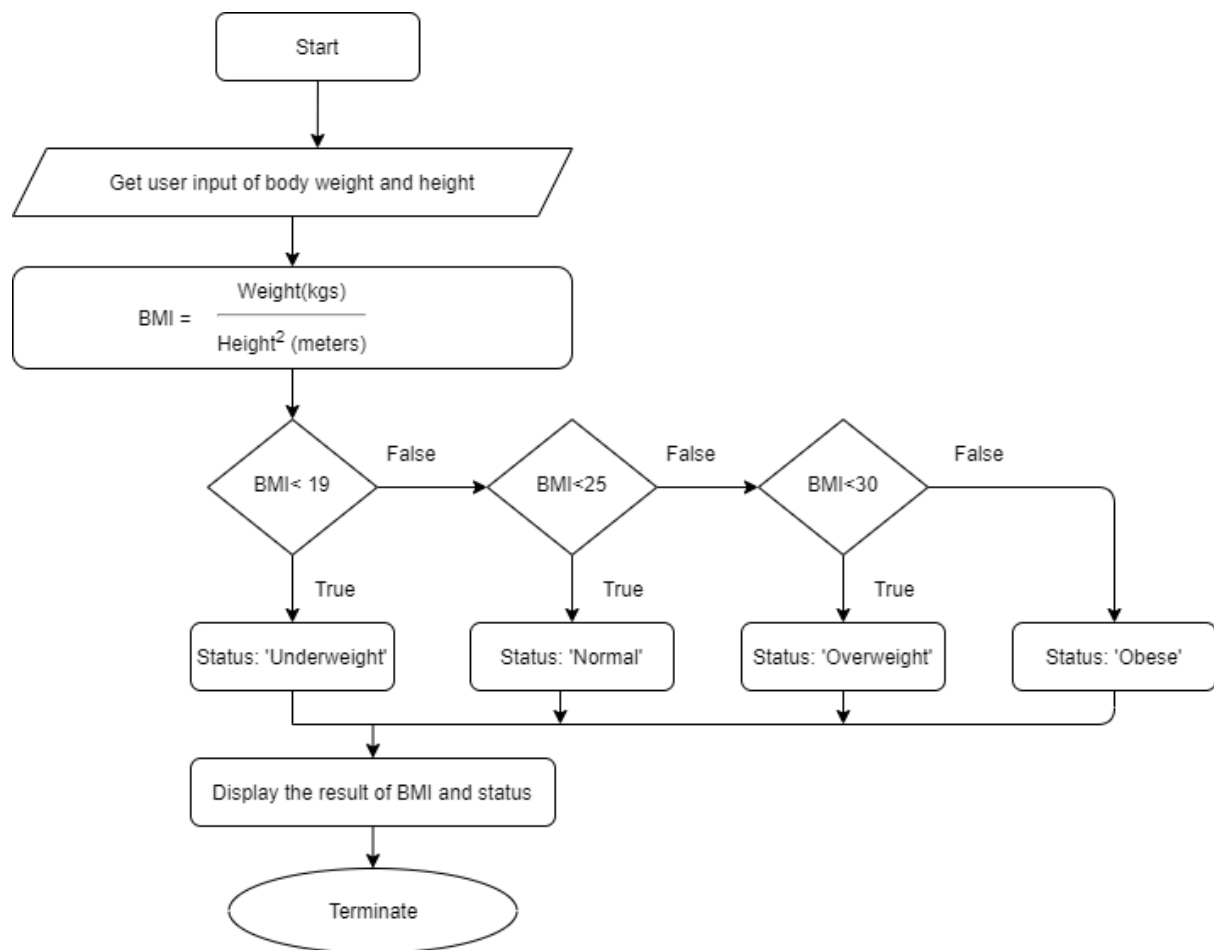 Start
Get user input of body weight and height
Weight(kgs)
BMI =
Height² (meters)
False
False
False
BMI< 19
BMI<25
BMI<30
True
True
True
Status: 'Underweight'
Status: 'Normal'
Status: 'Overweight'
Status: 'Obese'
Display the result of BMI and status
Terminate